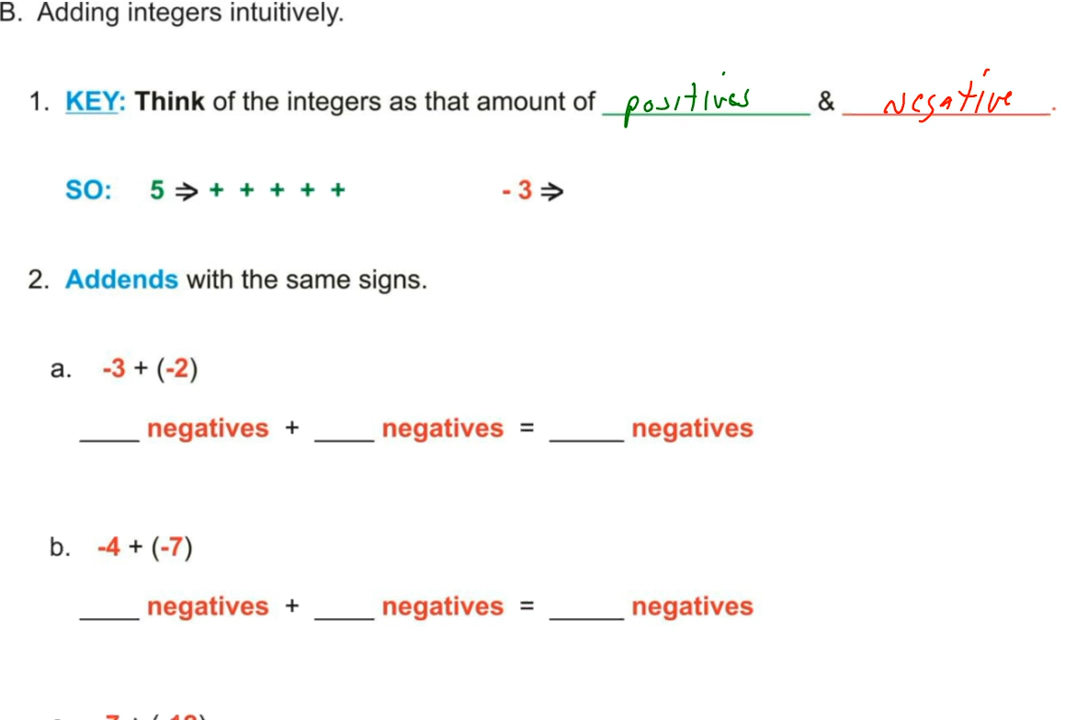 B. Adding integers intuitively.
1. KEY: Think of the integers as that amount of positives & negative.
SO: 5 ⇒ + + + + + - 3 ⇒
2. Addends with the same signs.
a. -3 + (-2)
____ negatives + ____ negatives = _____ negatives
b. -4 + (-7)
____ negatives + ____ negatives = _____ negatives